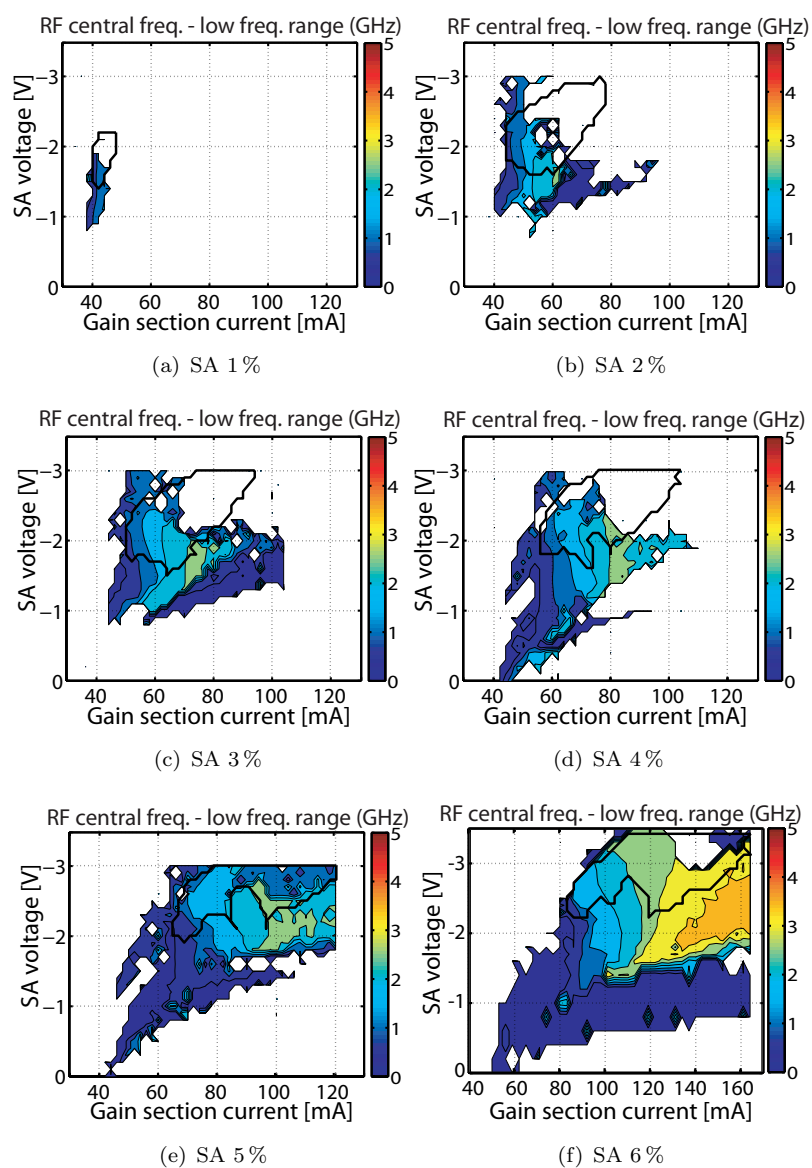 RF central freq. - low freq. range (GHz)
RF central freq. - low freq. range (GHz)
SA voltage [V]
−3
−2
−1
0
40 60 80 100 120
Gain section current [mA]
5
4
3
2
1
0
SA voltage [V]
−3
−2
−1
0
40 60 80 100 120
Gain section current [mA]
5
4
3
2
1
0
(a) SA 1 %
(b) SA 2 %
RF central freq. - low freq. range (GHz)
RF central freq. - low freq. range (GHz)
SA voltage [V]
−3
−2
−1
0
40 60 80 100 120
Gain section current [mA]
5
4
3
2
1
0
SA voltage [V]
−3
−2
−1
0
40 60 80 100 120
Gain section current [mA]
5
4
3
2
1
0
(c) SA 3 %
(d) SA 4 %
RF central freq. - low freq. range (GHz)
RF central freq. - low freq. range (GHz)
SA voltage [V]
−3
−2
−1
0
40 60 80 100 120
Gain section current [mA]
5
4
3
2
1
0
SA voltage [V]
−3
−2
−1
0
40 60 80 100 120 140 160
Gain section current [mA]
5
4
3
2
1
0
(e) SA 5 %
(f) SA 6 %